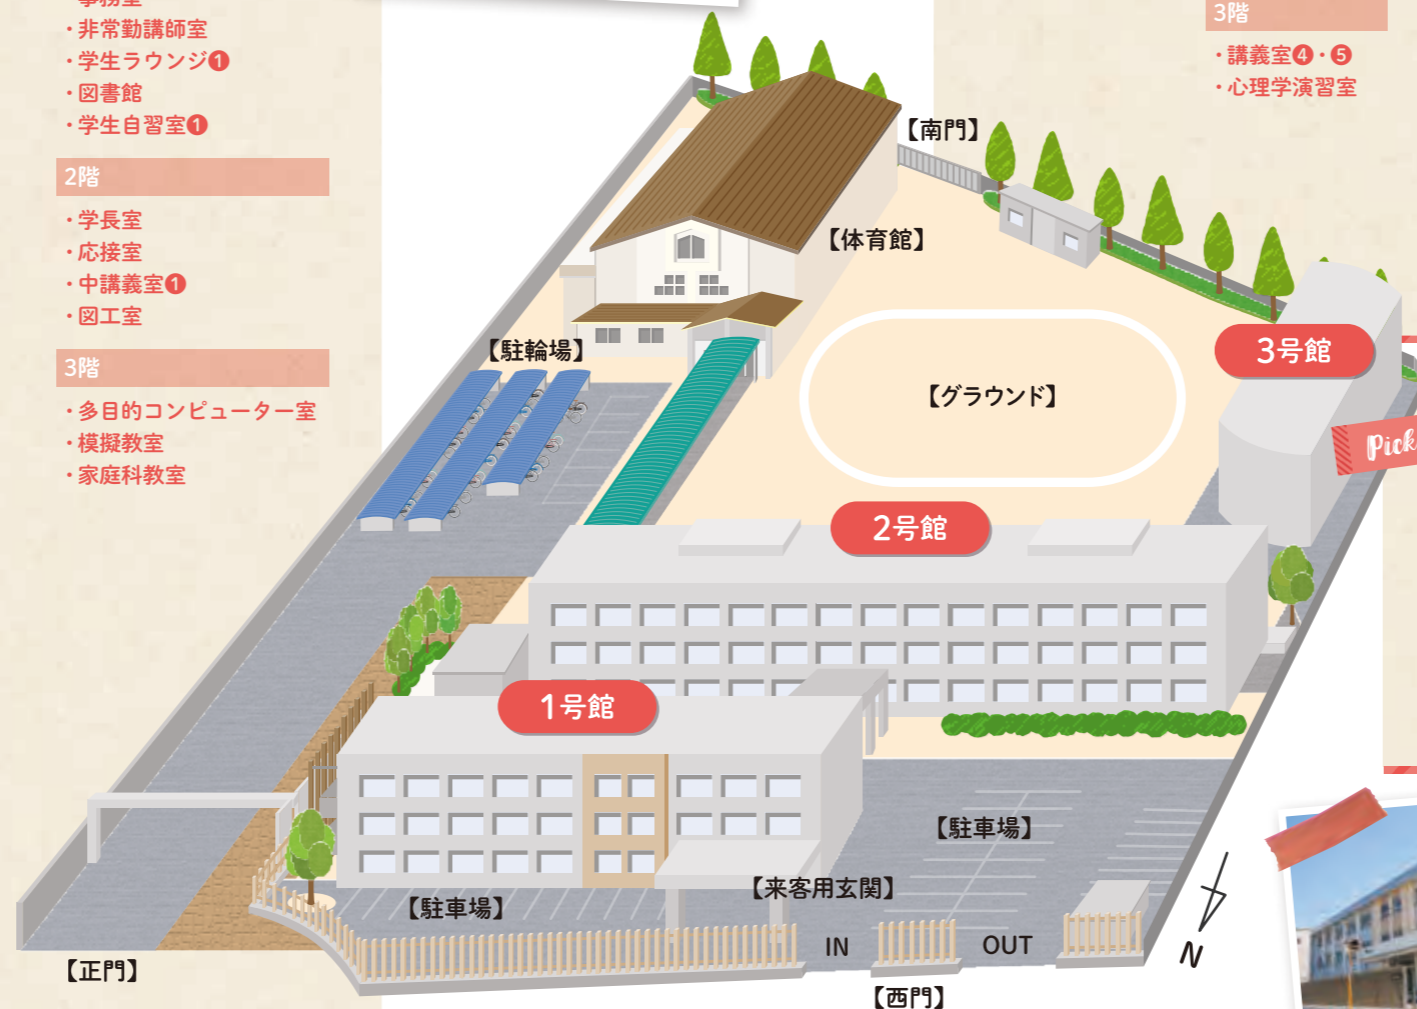 事務室
・非常勤講師室
・学生ラウンジ❶
・図書館
・学生自習室❶
2階
・学長室
・応接室
・中講義室❶
・図工室
3階
・多目的コンピューター室
・模擬教室
・家庭科教室
3階
・講義室❹・❺
・心理学演習室
【南門】
【体育館】
【駐輪場】
【グラウンド】
3号館
Pick
2号館
1号館
【駐車場】
【来客用玄関】
【駐車場】
IN
OUT
N
【正門】
【西門】